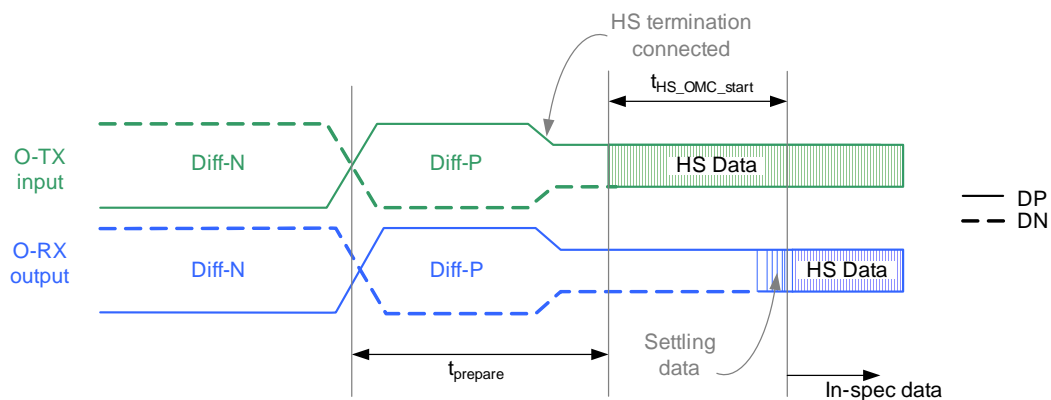 HS termination
connected
tHS_OMC_start
O-TX
input
Diff-N
Diff-P
HS Data
DP
DN
O-RX
output
Diff-N
Diff-P
HS Data
Settling
data
tprepare
In-spec data